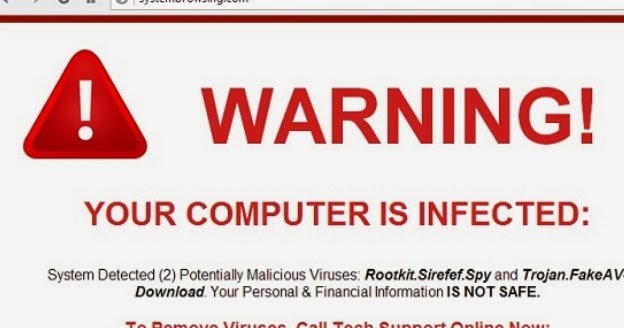 systembrowsing.com
WARNING!
YOUR COMPUTER IS INFECTED:
System Detected (2) Potentially Malicious Viruses: Rootkit.Sirefef.Spy and Trojan.FakeAV-
Download. Your Personal & Financial Information IS NOT SAFE.
To Remove Viruses, Call Tech Support Online Now: